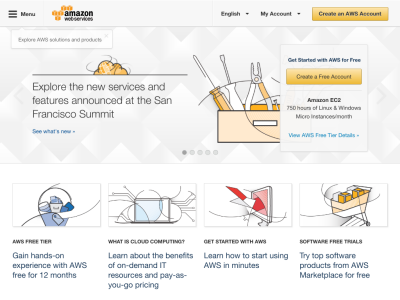 Menu
amazon
webservices
English
My Account
Create an AWS Account
Explore AWS solutions and products
Explore the new services and
features announced at the San
Francisco Summit
See what's new »
Get Started with AWS for Free
Create a Free Account
Amazon EC2
750 hours of Linux & Windows
Micro Instances/month
View AWS Free Tier Details »
AWS FREE TIER
Gain hands-on
experience with AWS
free for 12 months
WHAT IS CLOUD COMPUTING?
Learn about the benefits
of on-demand IT
resources and pay-as-
you-go pricing
GET STARTED WITH AWS
Learn how to start using
AWS in minutes
SOFTWARE FREE TRIALS
Try top software
products from AWS
Marketplace for free